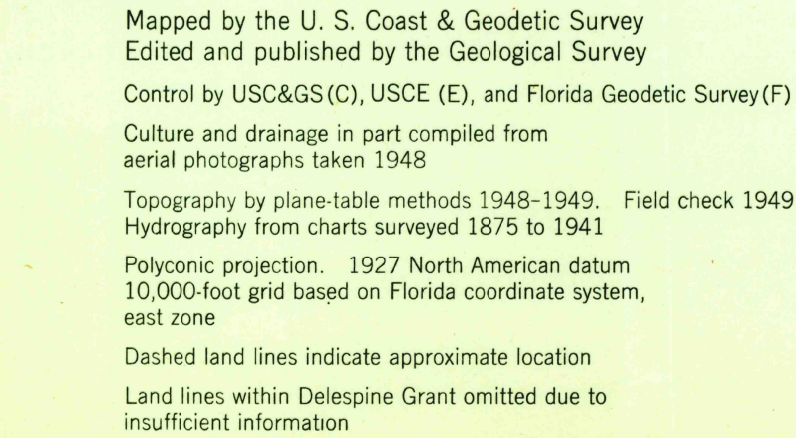 Mapped by the U. S. Coast & Geodetic Survey
Edited and published by the Geological Survey
Control by USC&GS(C), USCE (E), and Florida Geodetic Survey(F)
Culture and drainage in part compiled from
aerial photographs taken 1948
Topography by plane-table methods 1948-1949. Field check 1949
Hydrography from charts surveyed 1875 to 1941
Polyconic projection. 1927 North American datum
10,000-foot grid based on Florida coordinate system,
east zone
Dashed land lines indicate approximate location
Land lines within Delespine Grant omitted due to
insufficient information